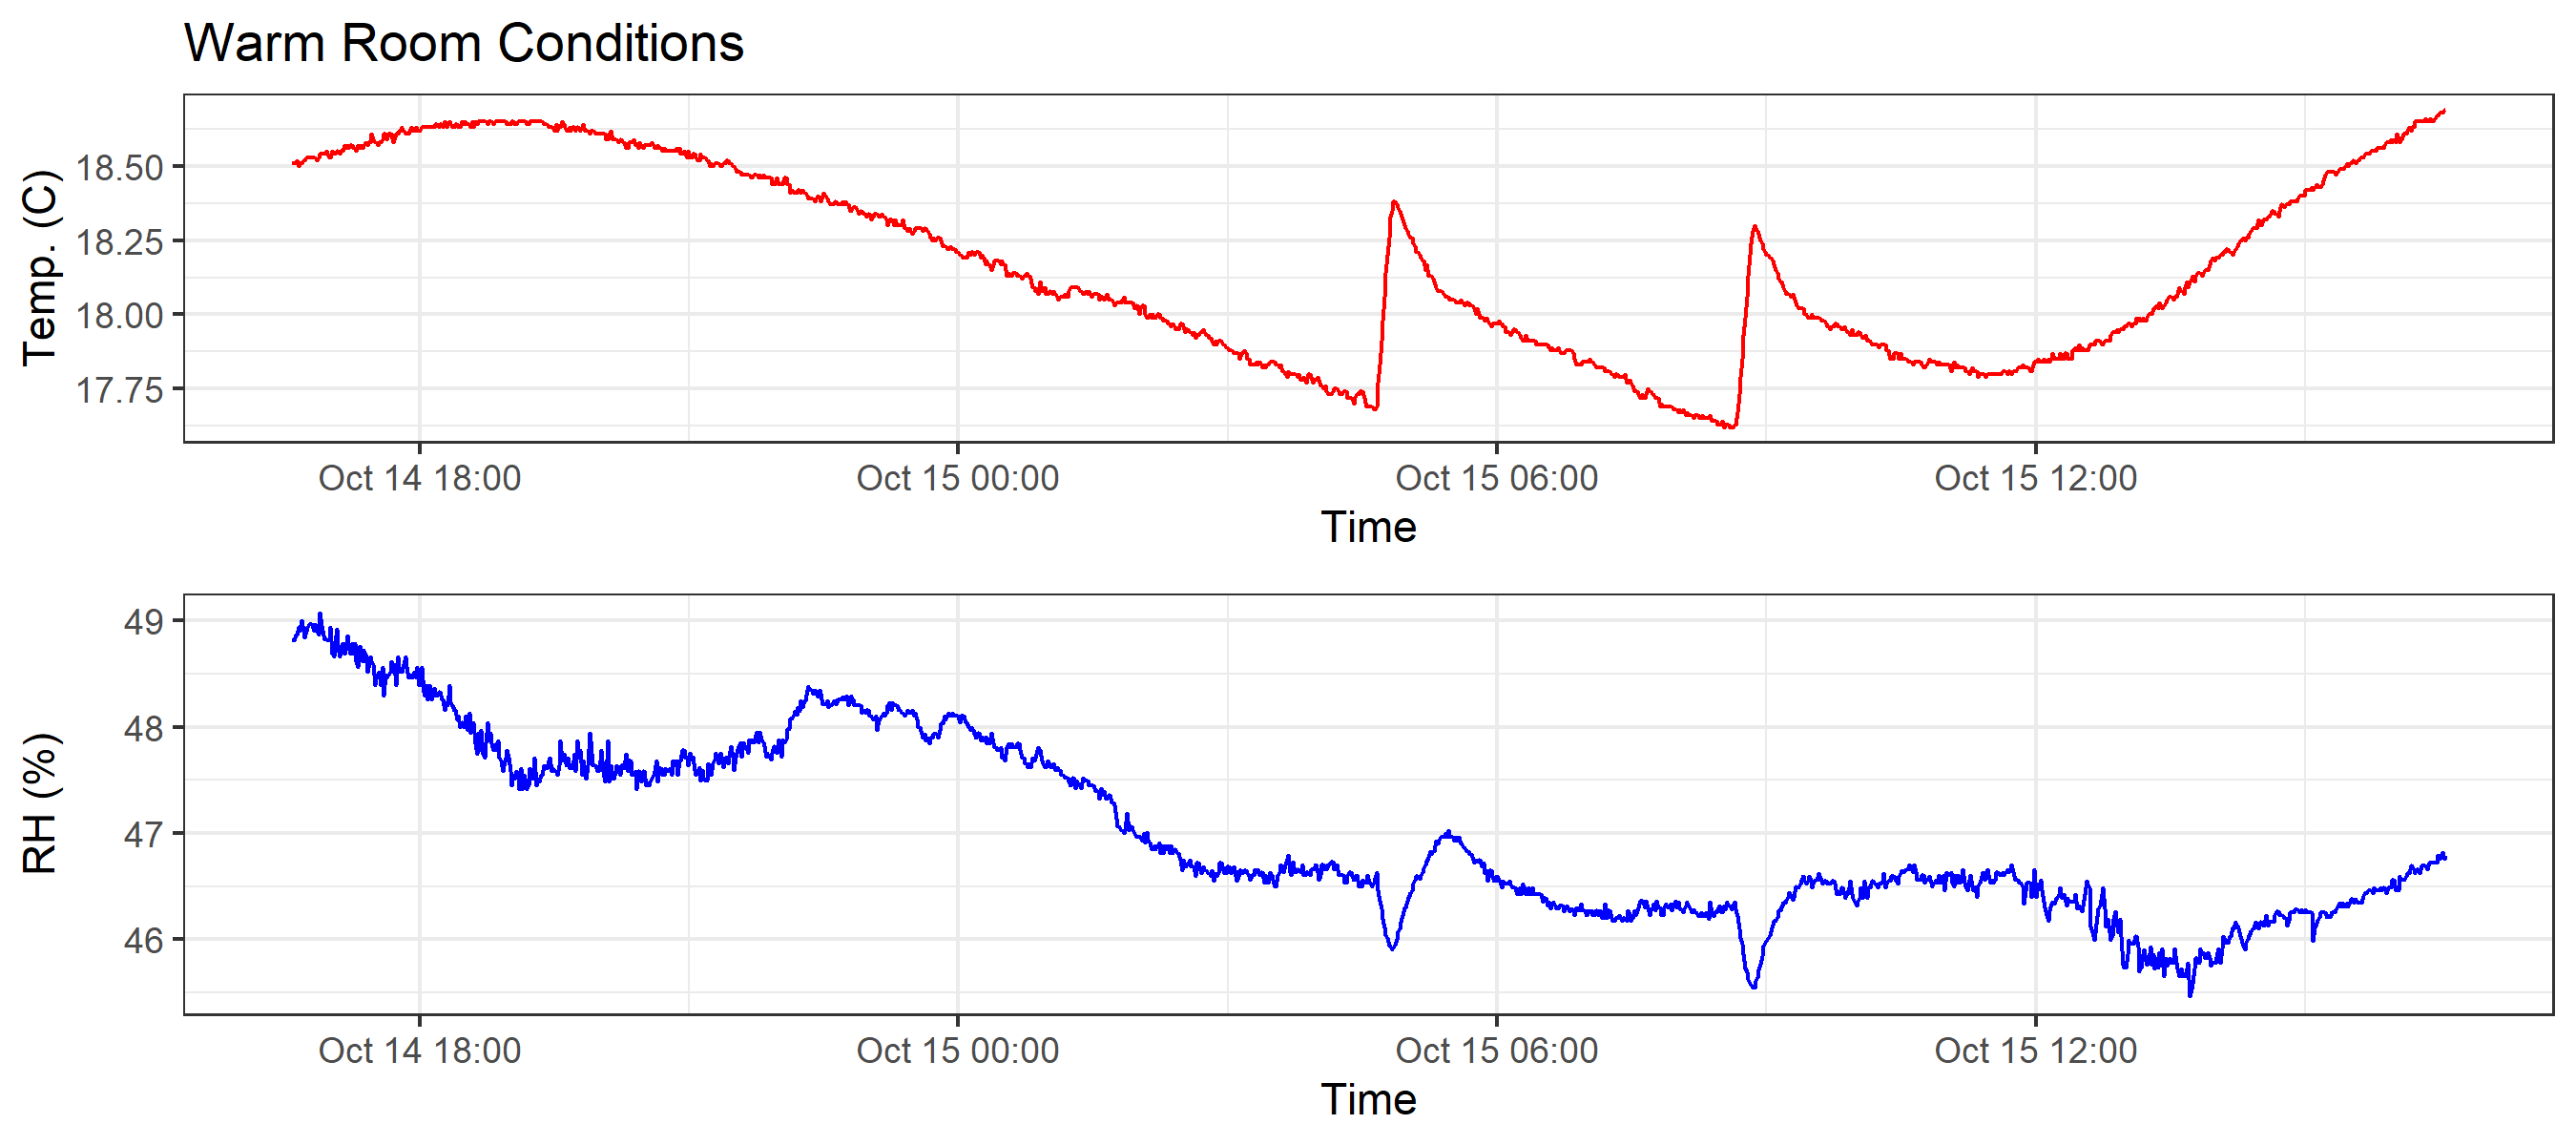 Warm Room Conditions
Temp. (C)
18.50
18.25
18.00
17.75
Oct 14 18:00 Oct 15 00:00 Oct 15 06:00 Oct 15 12:00
Time
RH (%)
49
48
47
46
Oct 14 18:00 Oct 15 00:00 Oct 15 06:00 Oct 15 12:00
Time